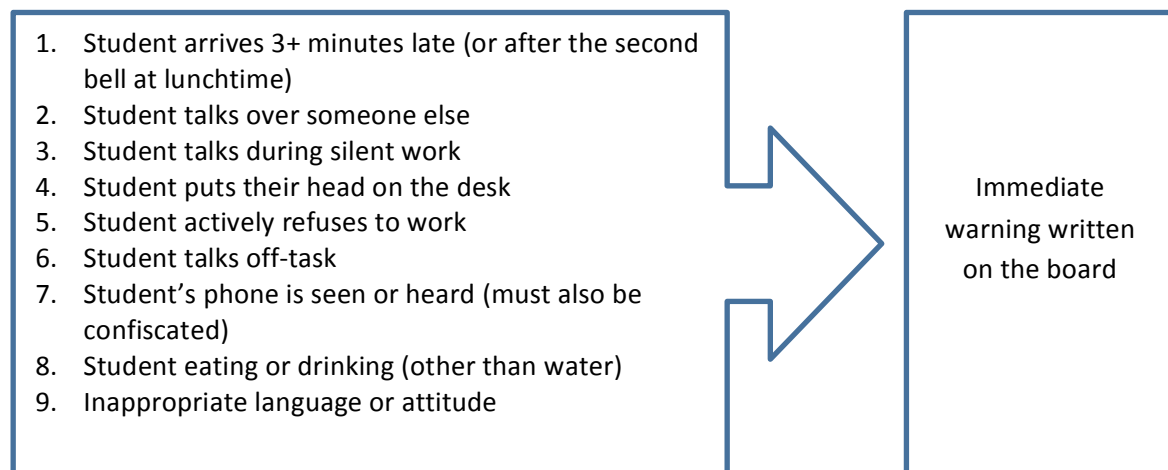 1. Student arrives 3+ minutes late (or after the second
bell at lunchtime)
2. Student talks over someone else
3. Student talks during silent work
4. Student puts their head on the desk
5. Student actively refuses to work
6. Student talks off-task
7. Student’s phone is seen or heard (must also be
confiscated)
8. Student eating or drinking (other than water)
9. Inappropriate language or attitude
Immediate
warning written
on the board